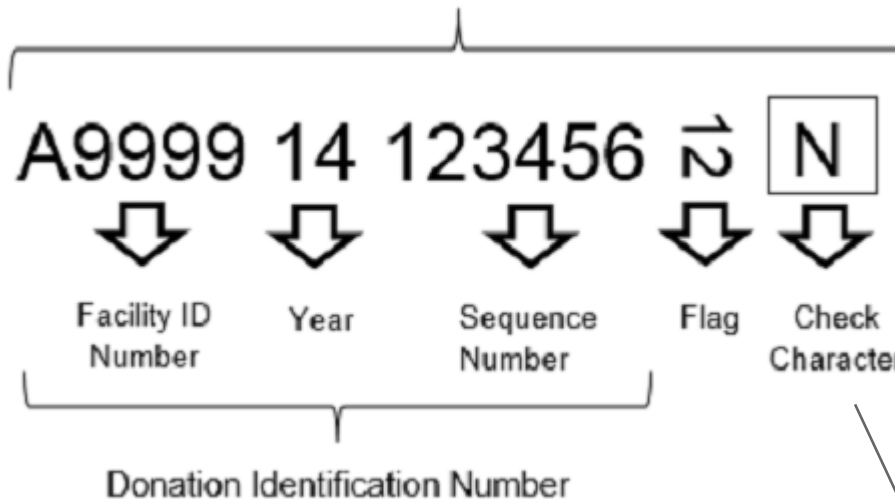 A9999 14 123456 12 N
Facility ID Number
Year
Sequence Number
Flag
Check Character
Donation Identification Number